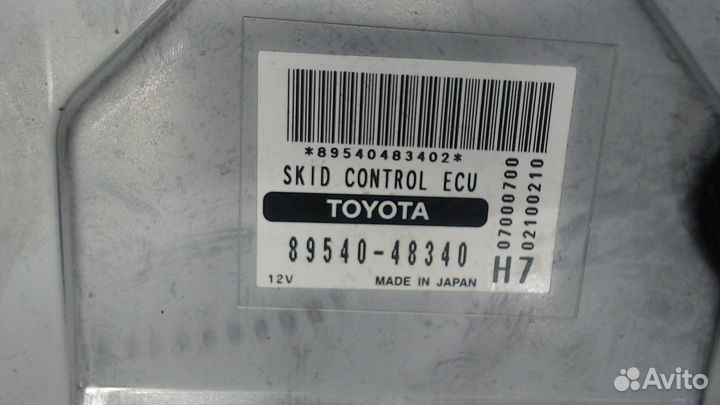 *89540483402*
SKID CONTROL ECU
TOYOTA
89540-48340
12V MADE IN JAPAN
H7
07000700
02100210
Avito